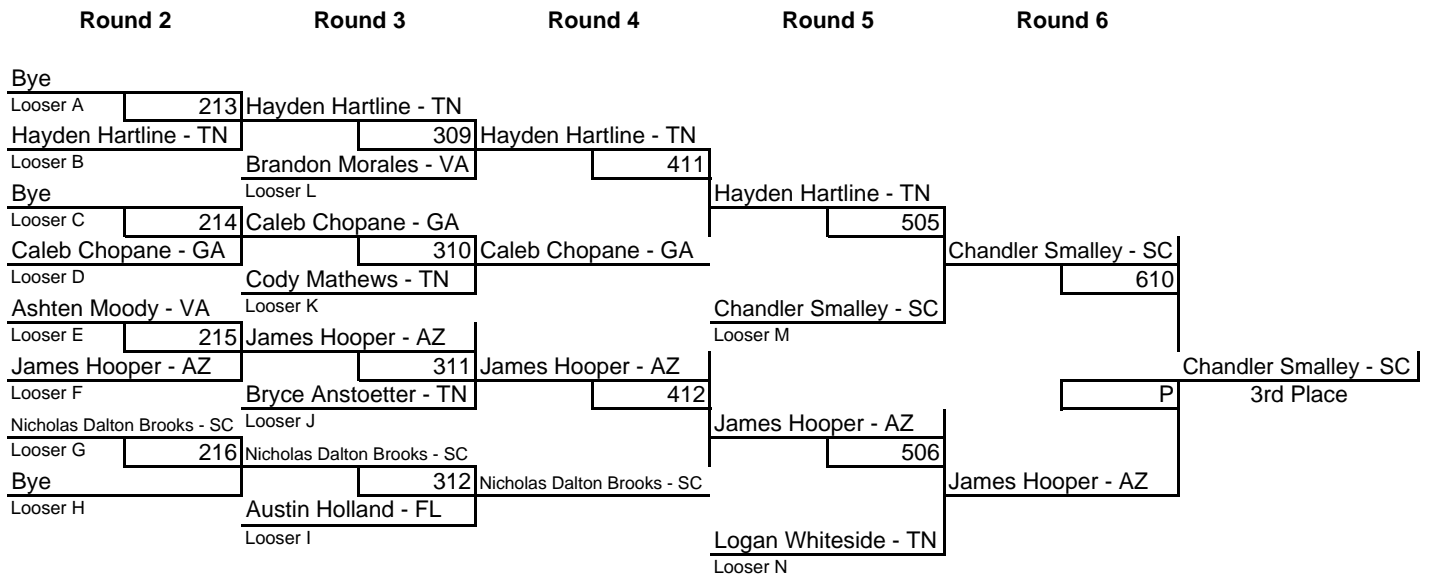 Round 2 Round 3 Round 4 Round 5 Round 6
Bye
Looser A 213 Hayden Hartline - TN
Hayden Hartline - TN 309 Hayden Hartline - TN
Looser B Brandon Morales - VA 411
Bye Looser L Hayden Hartline - TN
Looser C 214 Caleb Chopane - GA 505
Caleb Chopane - GA 310 Caleb Chopane - GA Chandler Smalley - SC
Looser D Cody Mathews - TN 610
Ashten Moody - VA Looser K Chandler Smalley - SC
Looser E 215 James Hooper - AZ Looser M
James Hooper - AZ 311 James Hooper - AZ Chandler Smalley - SC
Looser F Bryce Anstoetter - TN 412 P 3rd Place
Nicholas Dalton Brooks - SC Looser J James Hooper - AZ
Looser G 216 Nicholas Dalton Brooks - SC 506
Bye 312 Nicholas Dalton Brooks - SC James Hooper - AZ
Looser H Austin Holland - FL
Looser I Logan Whiteside - TN
Looser N